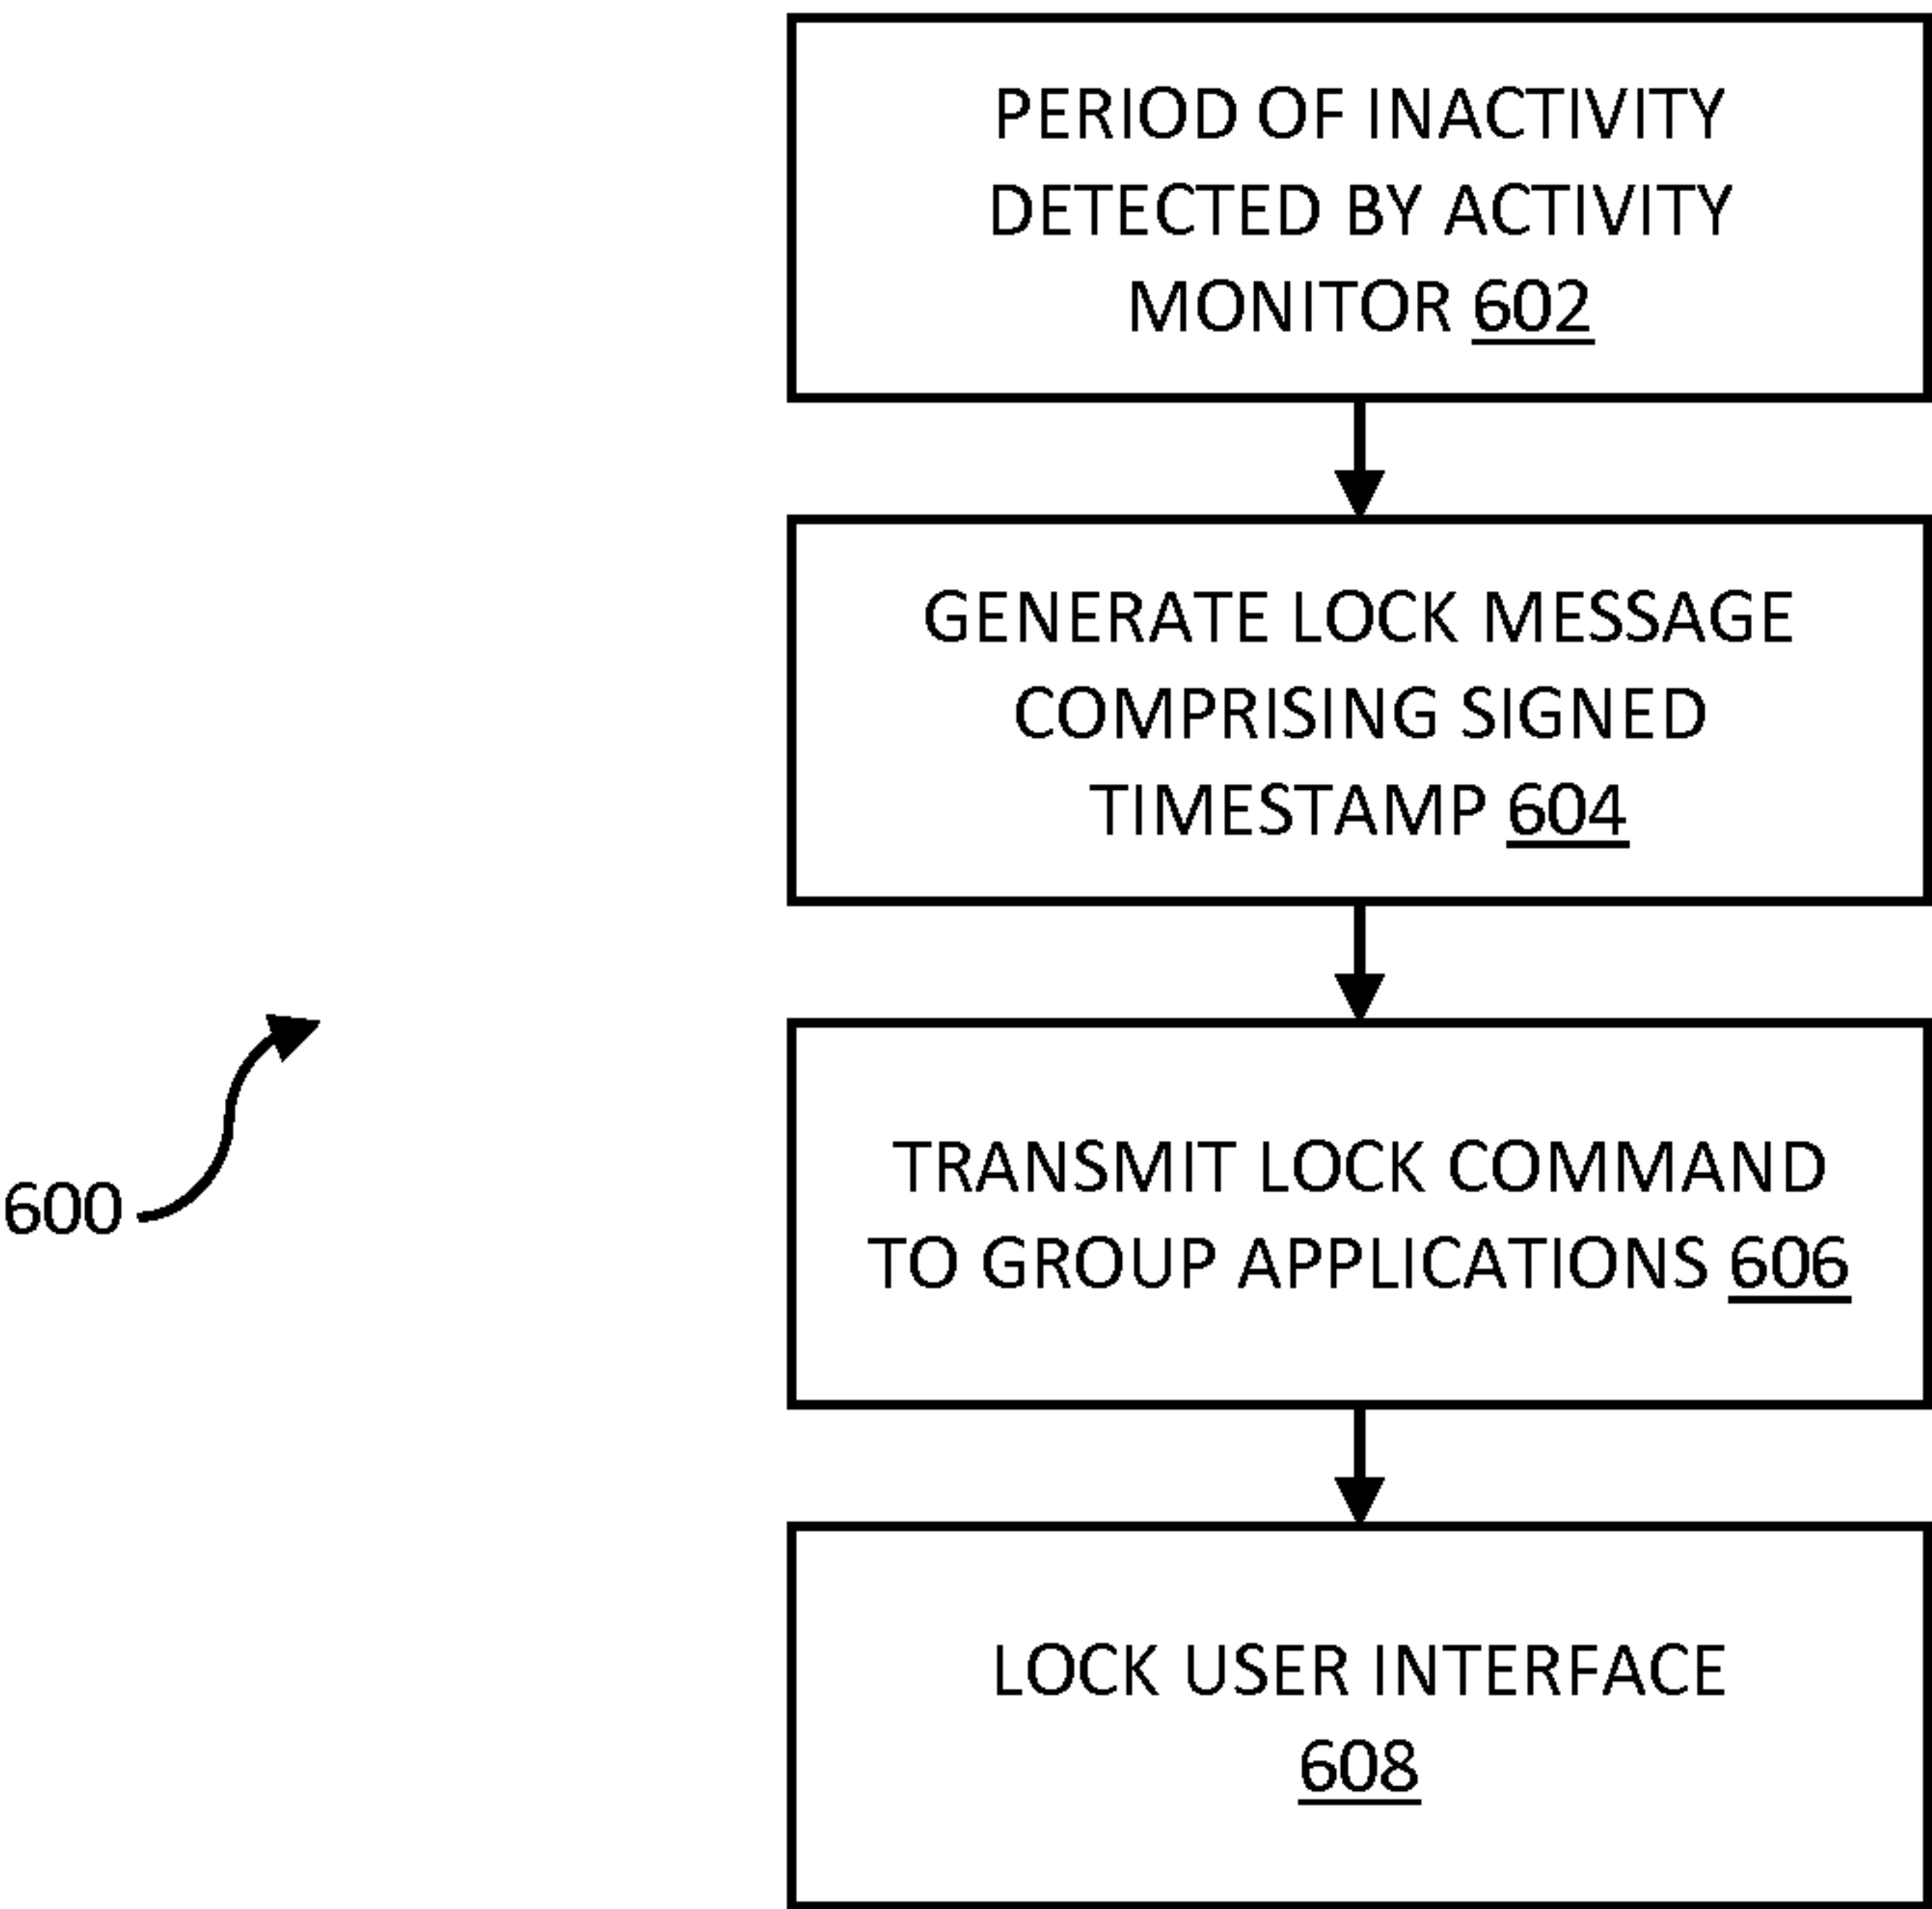 PERIOD OF INACTIVITY
DETECTED BY ACTIVITY
MONITOR 602
GENERATE LOCK MESSAGE
COMPRISING SIGNED
TIMESTAMP 604
TRANSMIT LOCK COMMAND
TO GROUP APPLICATIONS 606
600
LOCK USER INTERFACE
608